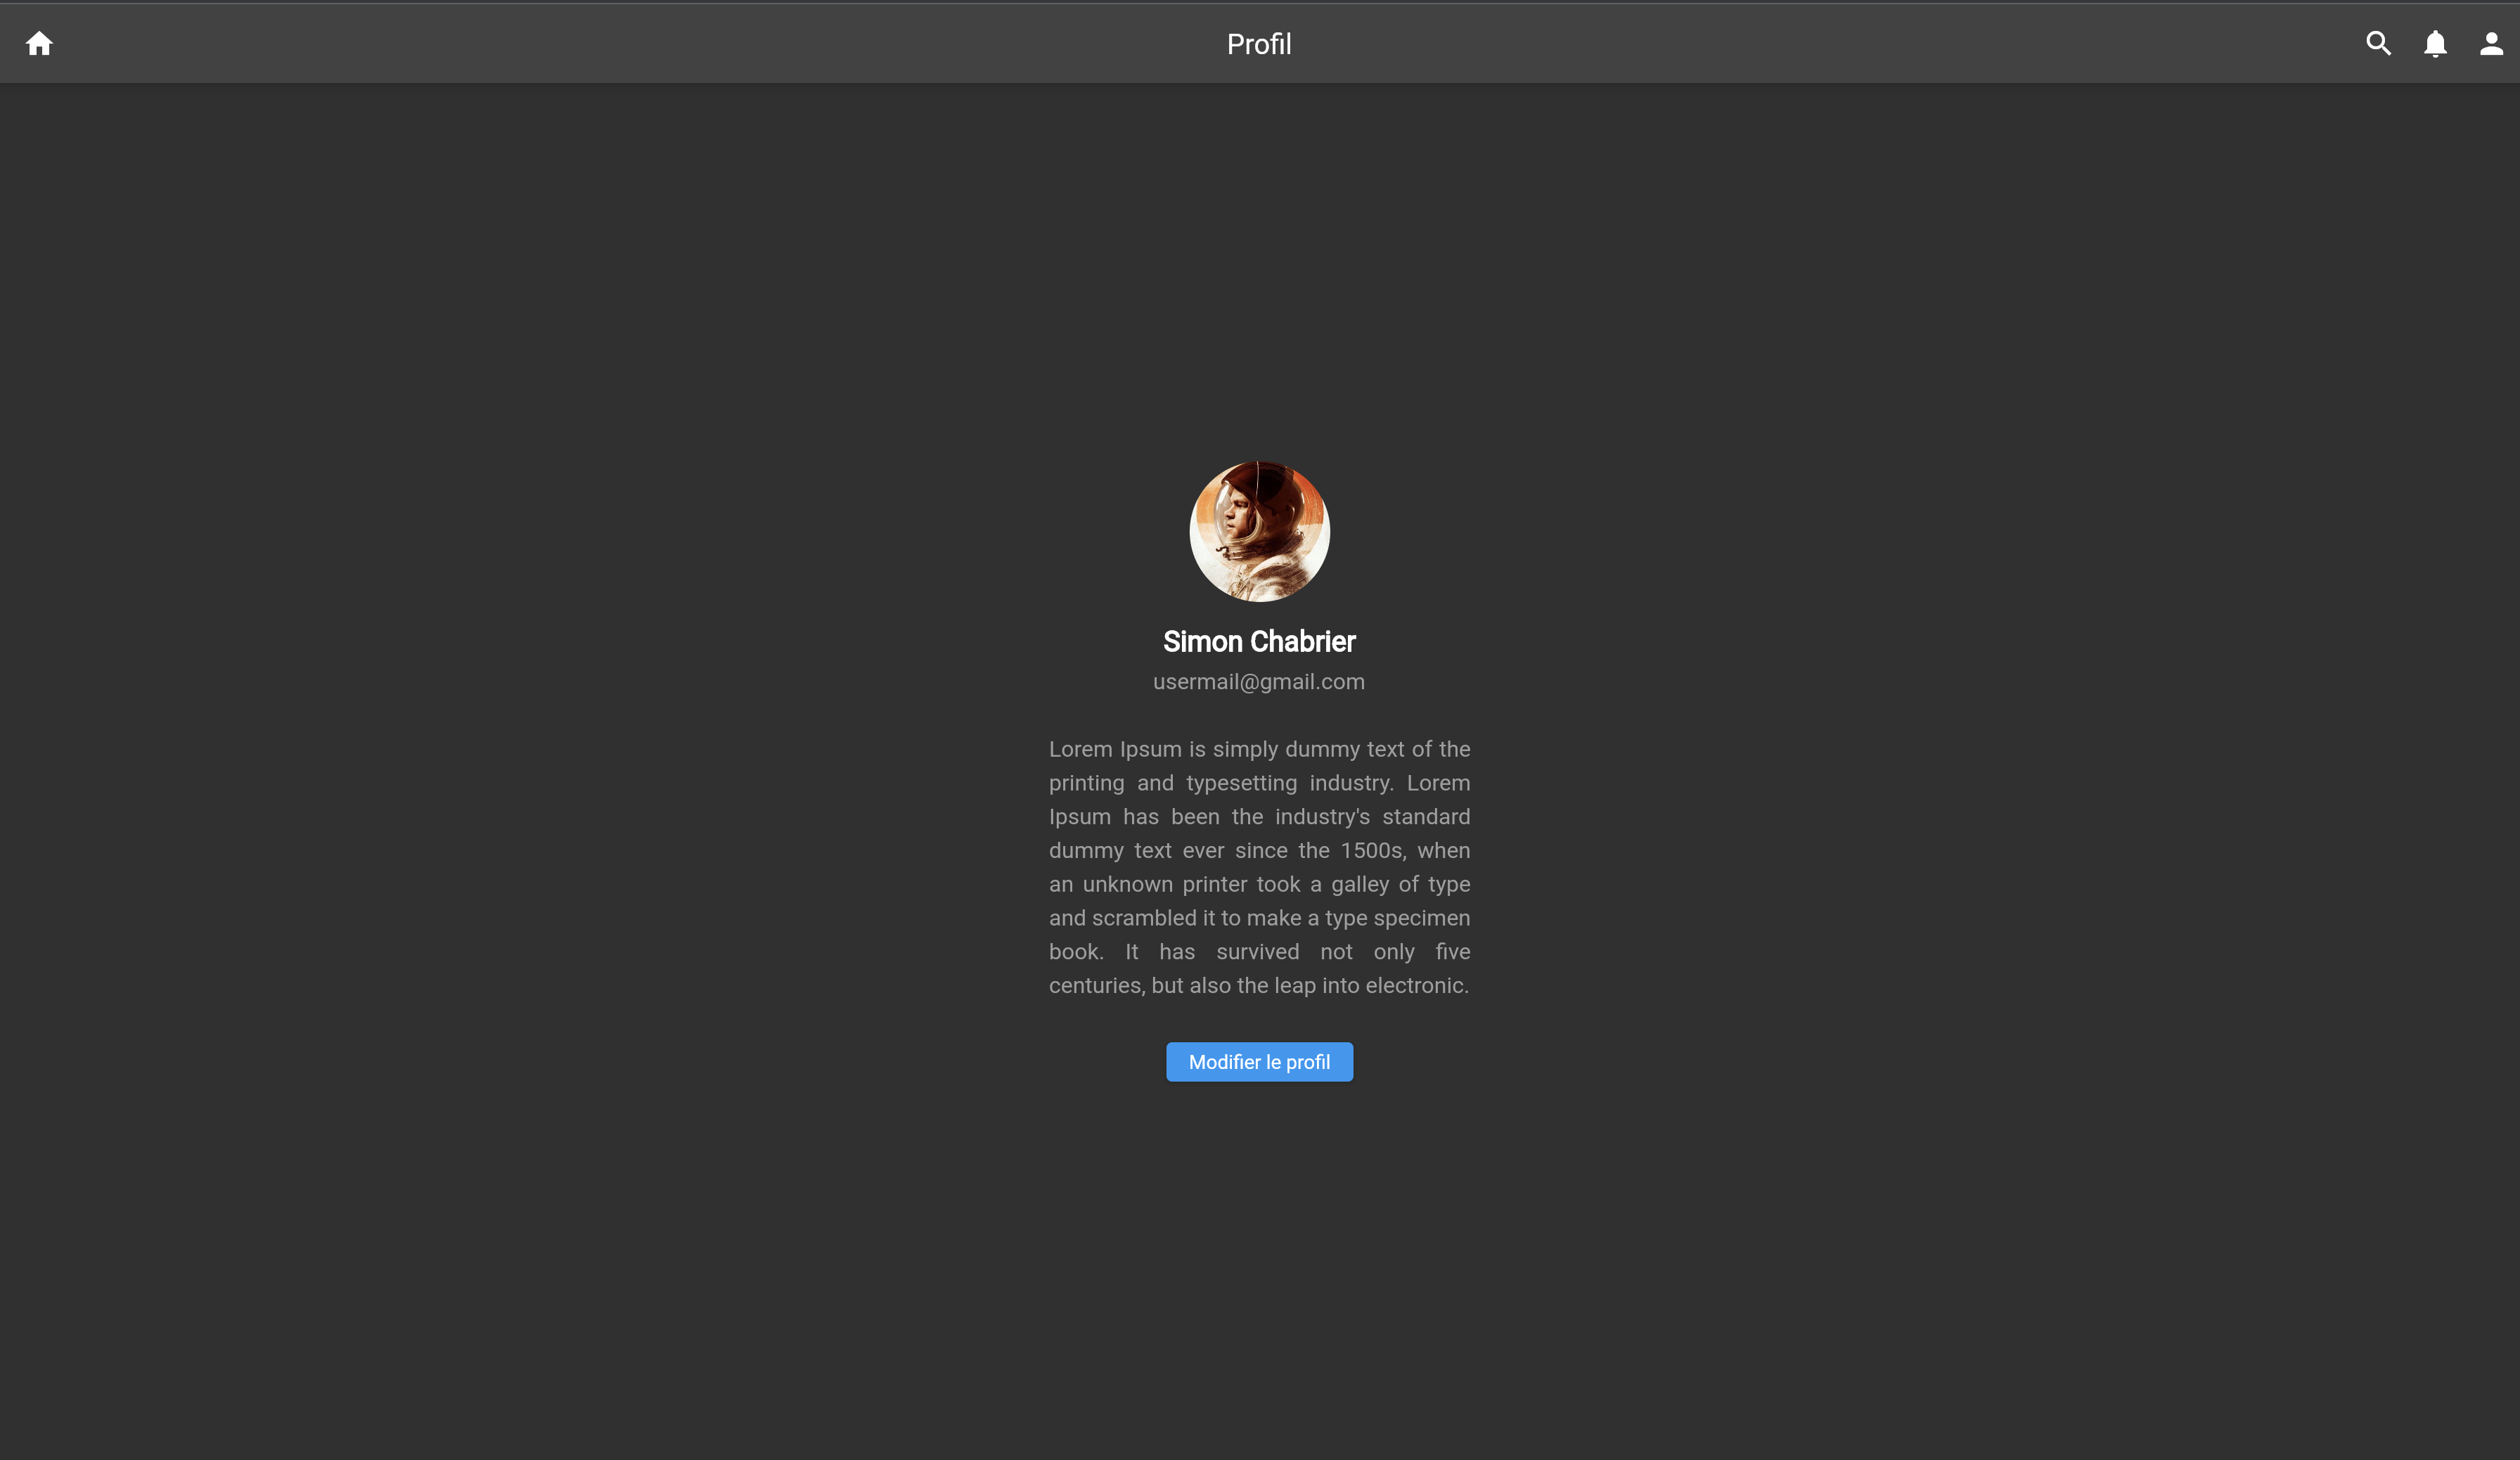 Profil
Simon Chabrier
usermail@gmail.com
Lorem Ipsum is simply dummy text of the
printing and typesetting industry. Lorem
Ipsum has been the industry's standard
dummy text ever since the 1500s, when
an unknown printer took a galley of type
and scrambled it to make a type specimen
book. It has survived not only five
centuries, but also the leap into electronic.
Modifier le profil